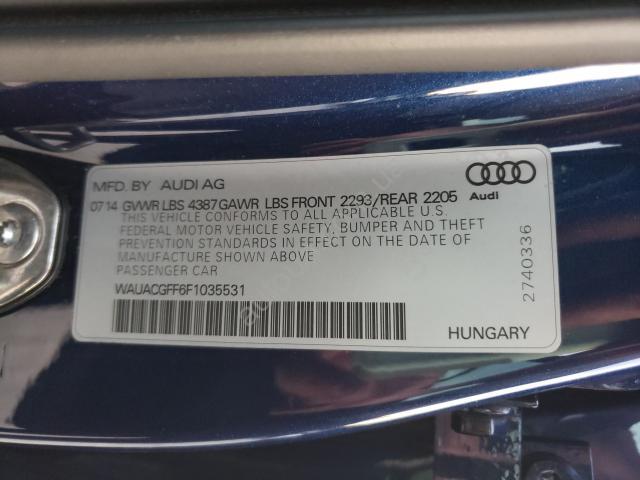 MFD. BY AUDI AG
07 14 GVWR LBS 4387 GAWR LBS FRONT 2293/REAR 2205
THIS VEHICLE CONFORMS TO ALL APPLICABLE U.S.
FEDERAL MOTOR VEHICLE SAFETY, BUMPER AND THEFT
PREVENTION STANDARDS IN EFFECT ON THE DATE OF
MANUFACTURE SHOWN ABOVE
PASSENGER CAR
WAUACGFF6F1035531
Audi
2740336
HUNGARY